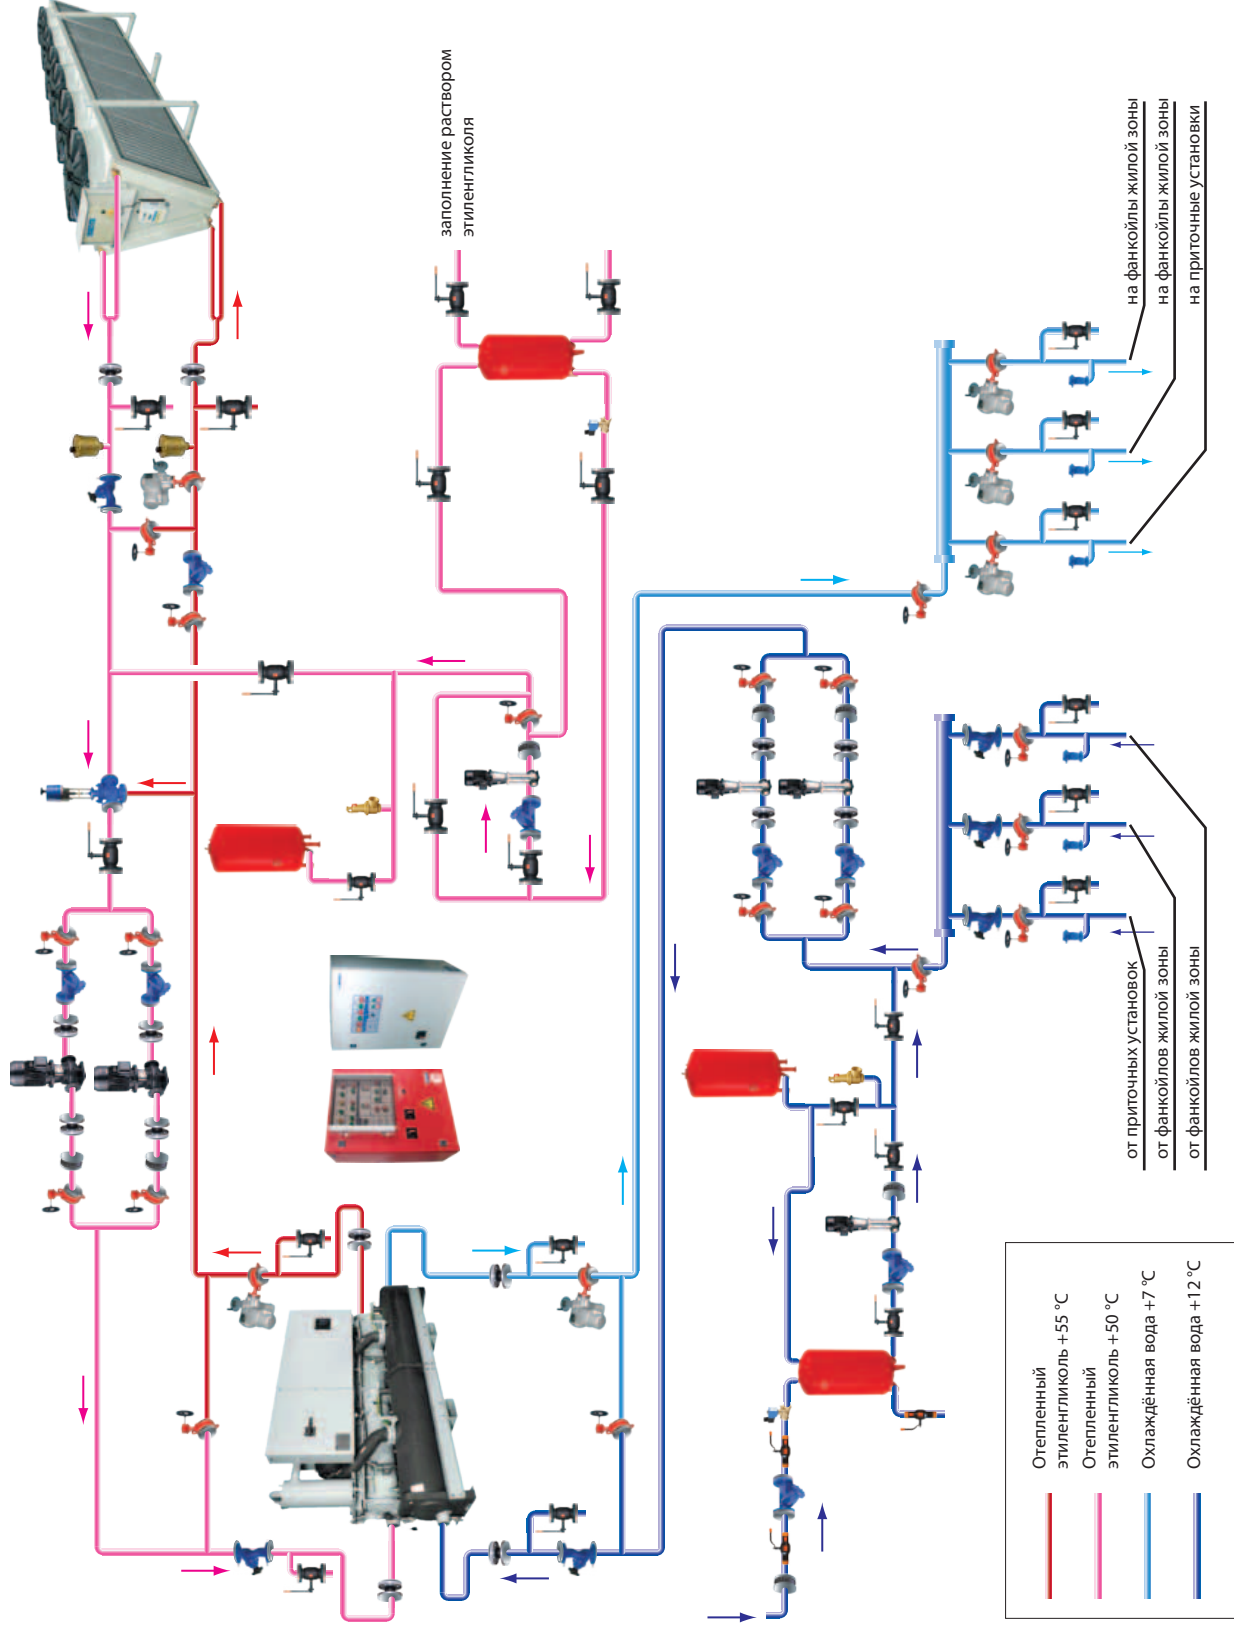 заполнение раствором
этиленгликоля
на фанкойлы жилой зоны
на фанкойлы жилой зоны
на приточные установки
от приточных установок
от фанкойлов жилой зоны
от фанкойлов жилой зоны
Отепленный
этиленгликоль +55 °C
Отепленный
этиленгликоль +50 °C
Охлаждённая вода +7 °C
Охлаждённая вода +12 °C